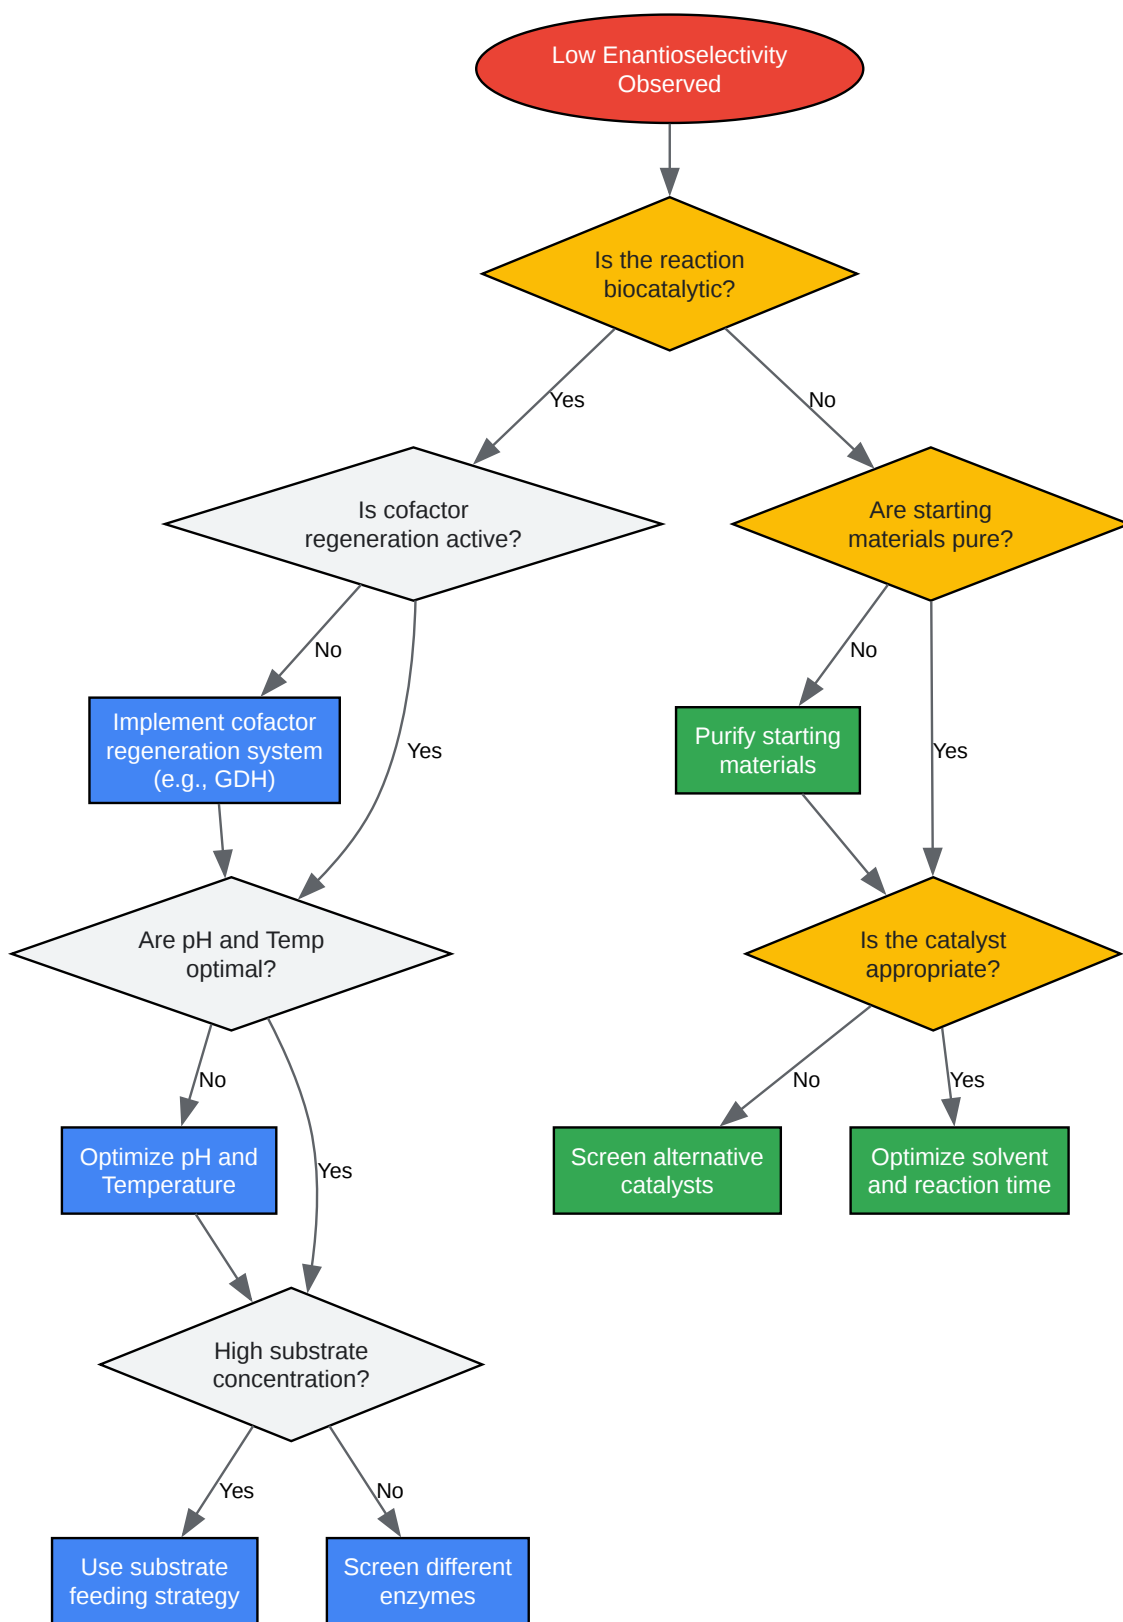 Low Enantioselectivity
Observed
Is the reaction
biocatalytic?
Yes
No
Is cofactor
regeneration active?
Are starting
materials pure?
No
No
Implement cofactor
regeneration system
(e.g., GDH)
Yes
Purify starting
materials
Yes
Are pH and Temp
optimal?
Is the catalyst
appropriate?
No
No
Yes
Optimize pH and
Temperature
Yes
Screen alternative
catalysts
Optimize solvent
and reaction time
High substrate
concentration?
Yes
No
Use substrate
feeding strategy
Screen different
enzymes